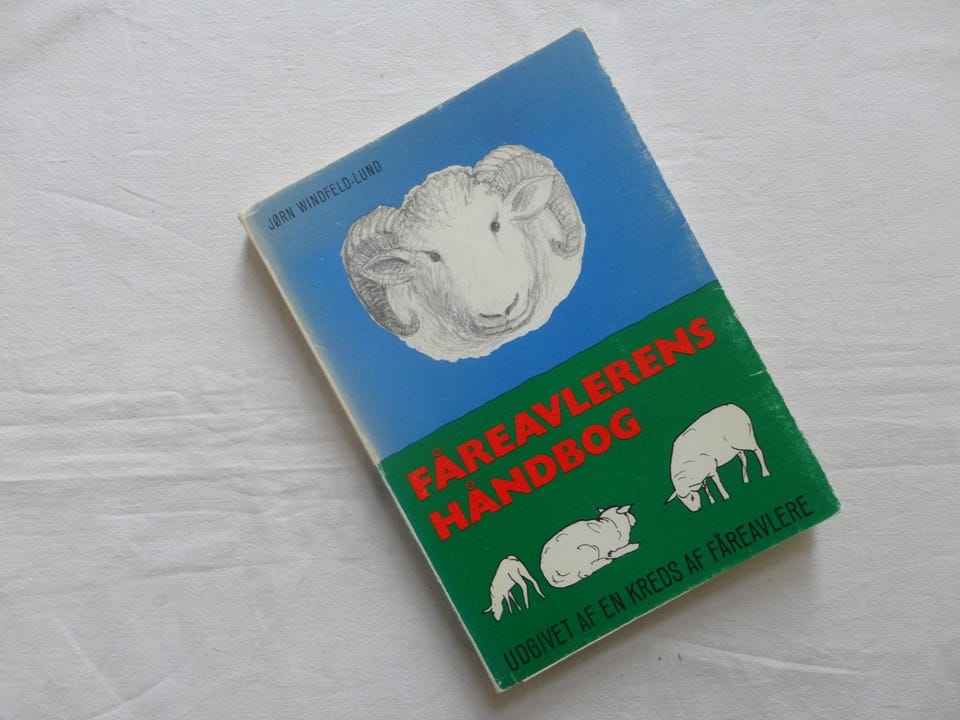 JØRN WINDFELD-LUND
FÅREAVLERENS
HÅNDBOG
UDGIVET AF EN KREDS AF FÅREAVLERE